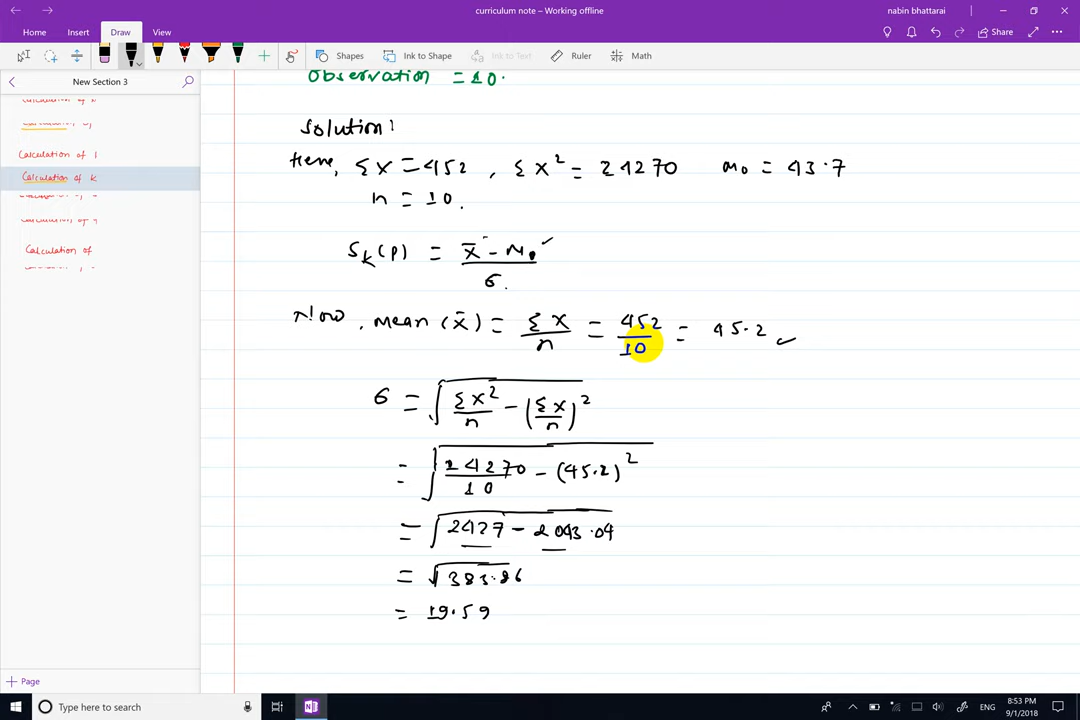 curriculum note – Working offline
nabin bhattarai
Home Insert Draw View
Share
Shapes Ink to Shape Ink to Text Ruler Math
New Section 3
Calculation of
Calculation of k
Calculation of
+ Page
Observation = 10.
Solution:
Here, Σx = 452, Σx² = 24270 M₀ = 43.7
n = 10.
Sk(P) = x̄ - M₀ / σ
Now, mean (x̄) = Σx/n = 452/10 = 45.2
σ = √(Σx²/n - (Σx/n)²)
= √(24270/10 - (45.2)²)
= √(2427 - 2043.04)
= √383.86
= 19.59
Type here to search
ENG
8:53 PM
9/1/2018